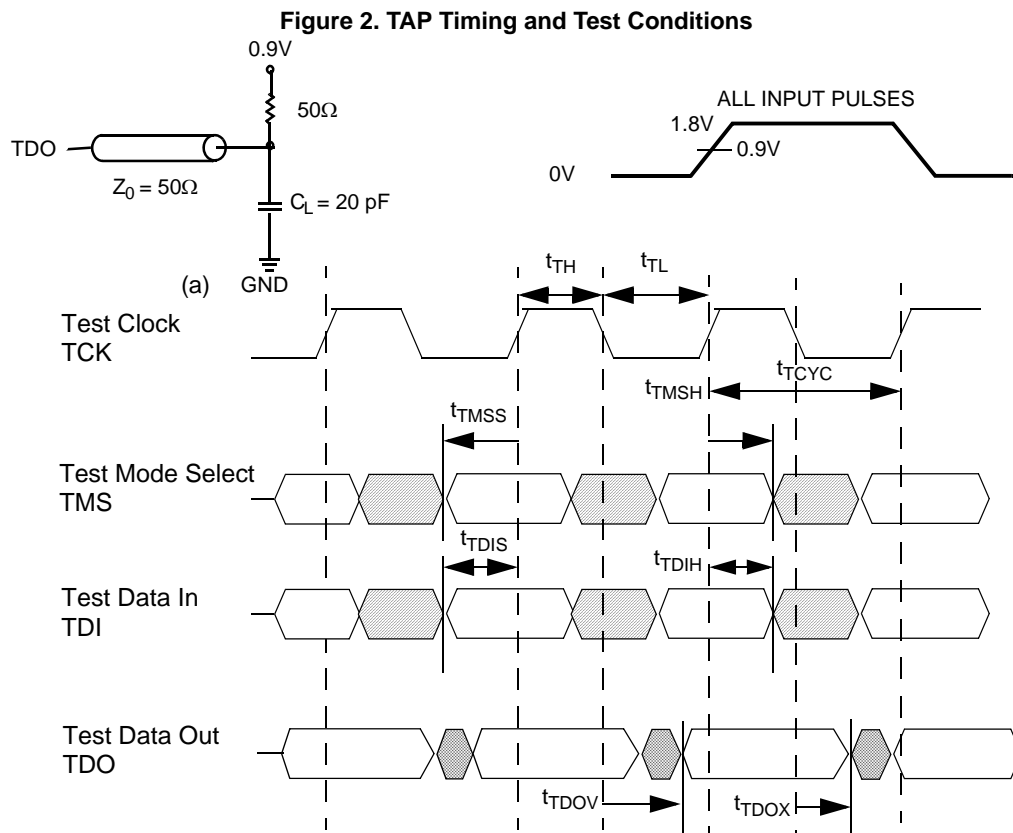 Figure 2. TAP Timing and Test Conditions
0.9V
50Ω
TDO
Z0 = 50Ω
CL = 20 pF
(a)
GND
ALL INPUT PULSES
1.8V
0.9V
0V
tTH
tTL
Test Clock
TCK
tTMSH
tTCYC
tTMSS
Test Mode Select
TMS
tTDIS
tTDIH
Test Data In
TDI
Test Data Out
TDO
tTDOV
tTDOX